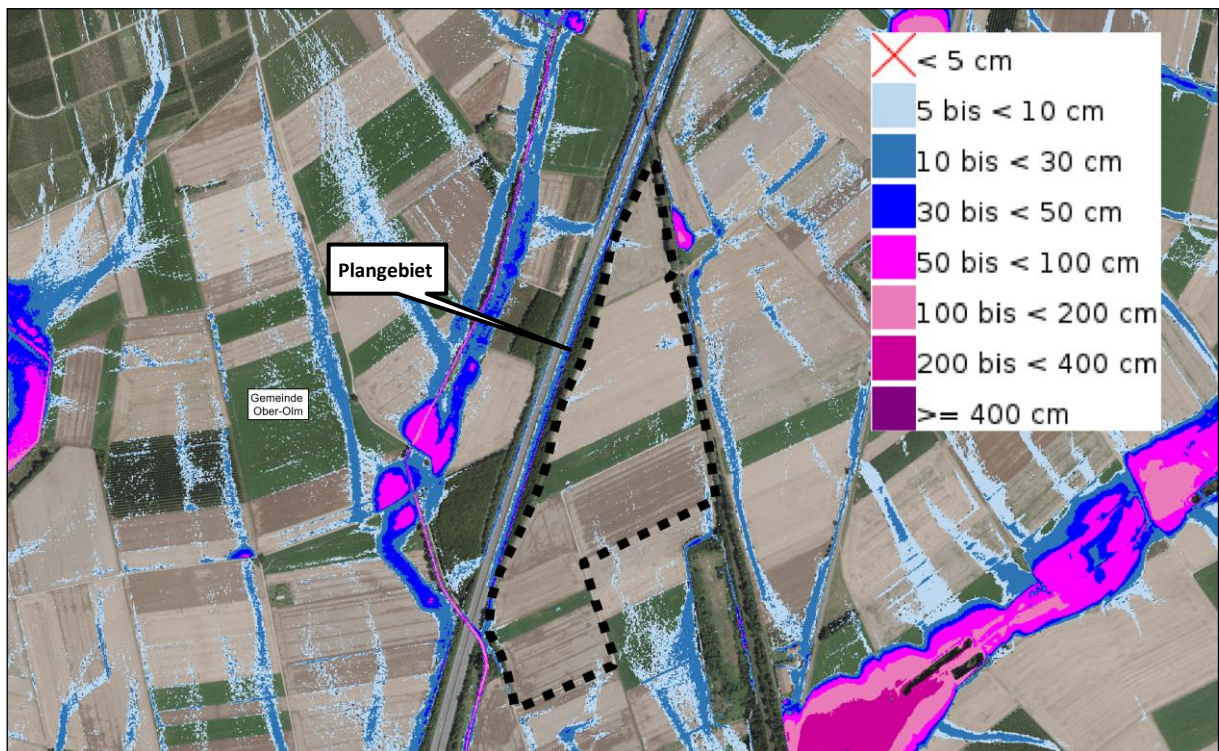 < 5 cm
5 bis < 10 cm
10 bis < 30 cm
30 bis < 50 cm
50 bis < 100 cm
100 bis < 200 cm
200 bis < 400 cm
>= 400 cm
Plangebiet
Gemeinde
Ober-Olm